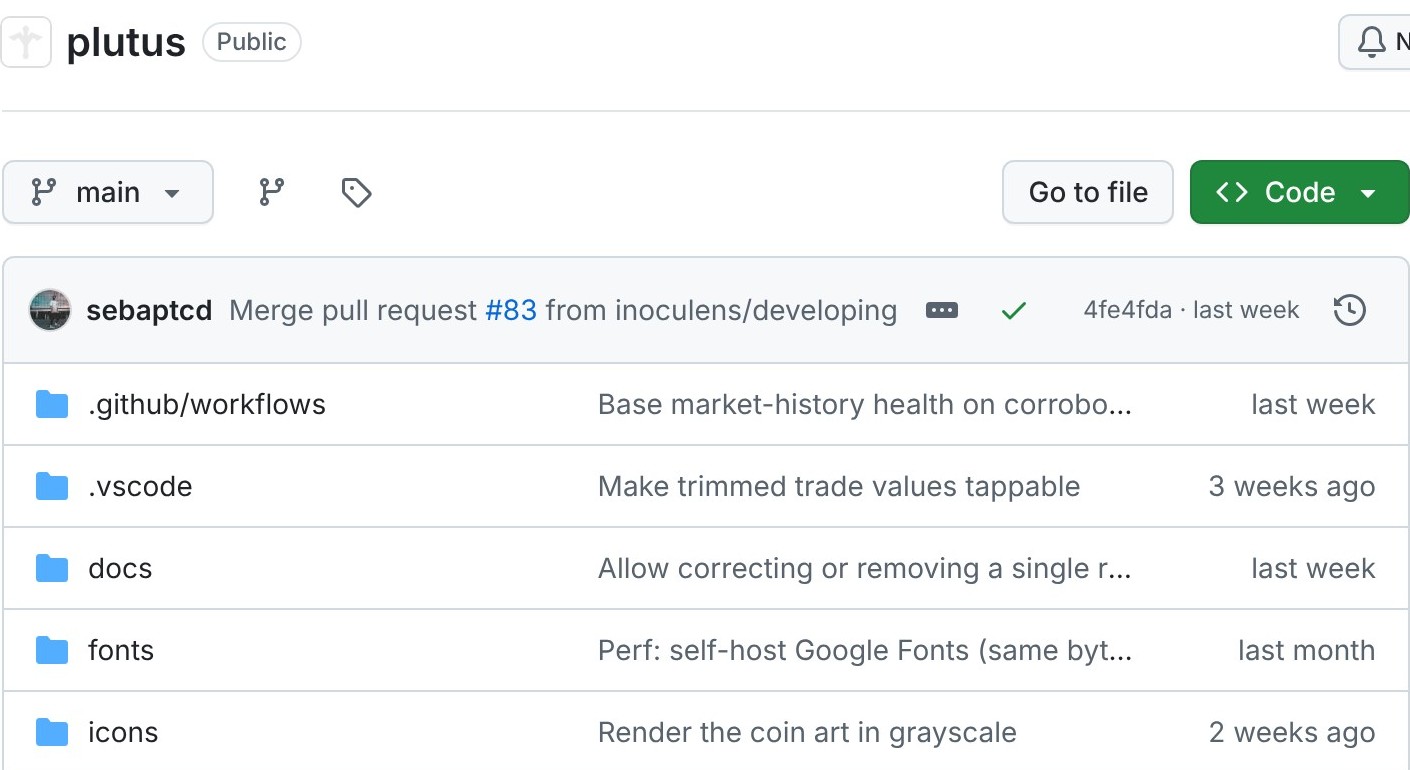 plutus Public
main
Go to file
Code
sebaptcd Merge pull request #83 from inoculens/developing 4fe4fda · last week
.github/workflows Base market-history health on corrobo... last week
.vscode Make trimmed trade values tappable 3 weeks ago
docs Allow correcting or removing a single r... last week
fonts Perf: self-host Google Fonts (same byt... last month
icons Render the coin art in grayscale 2 weeks ago